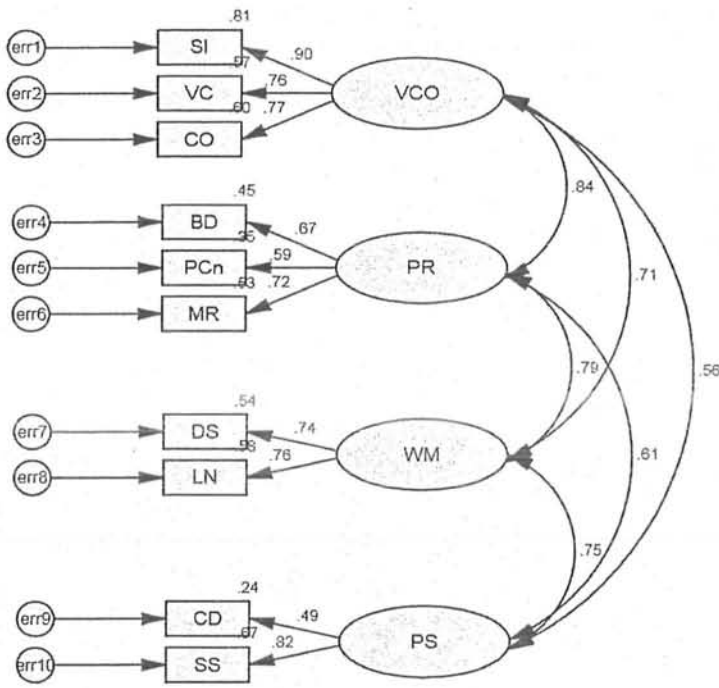 .81
err1 SI .90
.57
err2 VC .76 VCO
.60 .77
err3 CO
.84
.45
err4 BD .67
.35
err5 PCn .59 PR
.53 .72
err6 MR
.71
.79
.56
.54
err7 DS .74
.58 WM
err8 LN .76
.61
.75
.24
err9 CD .49
.67 PS
err10 SS .82